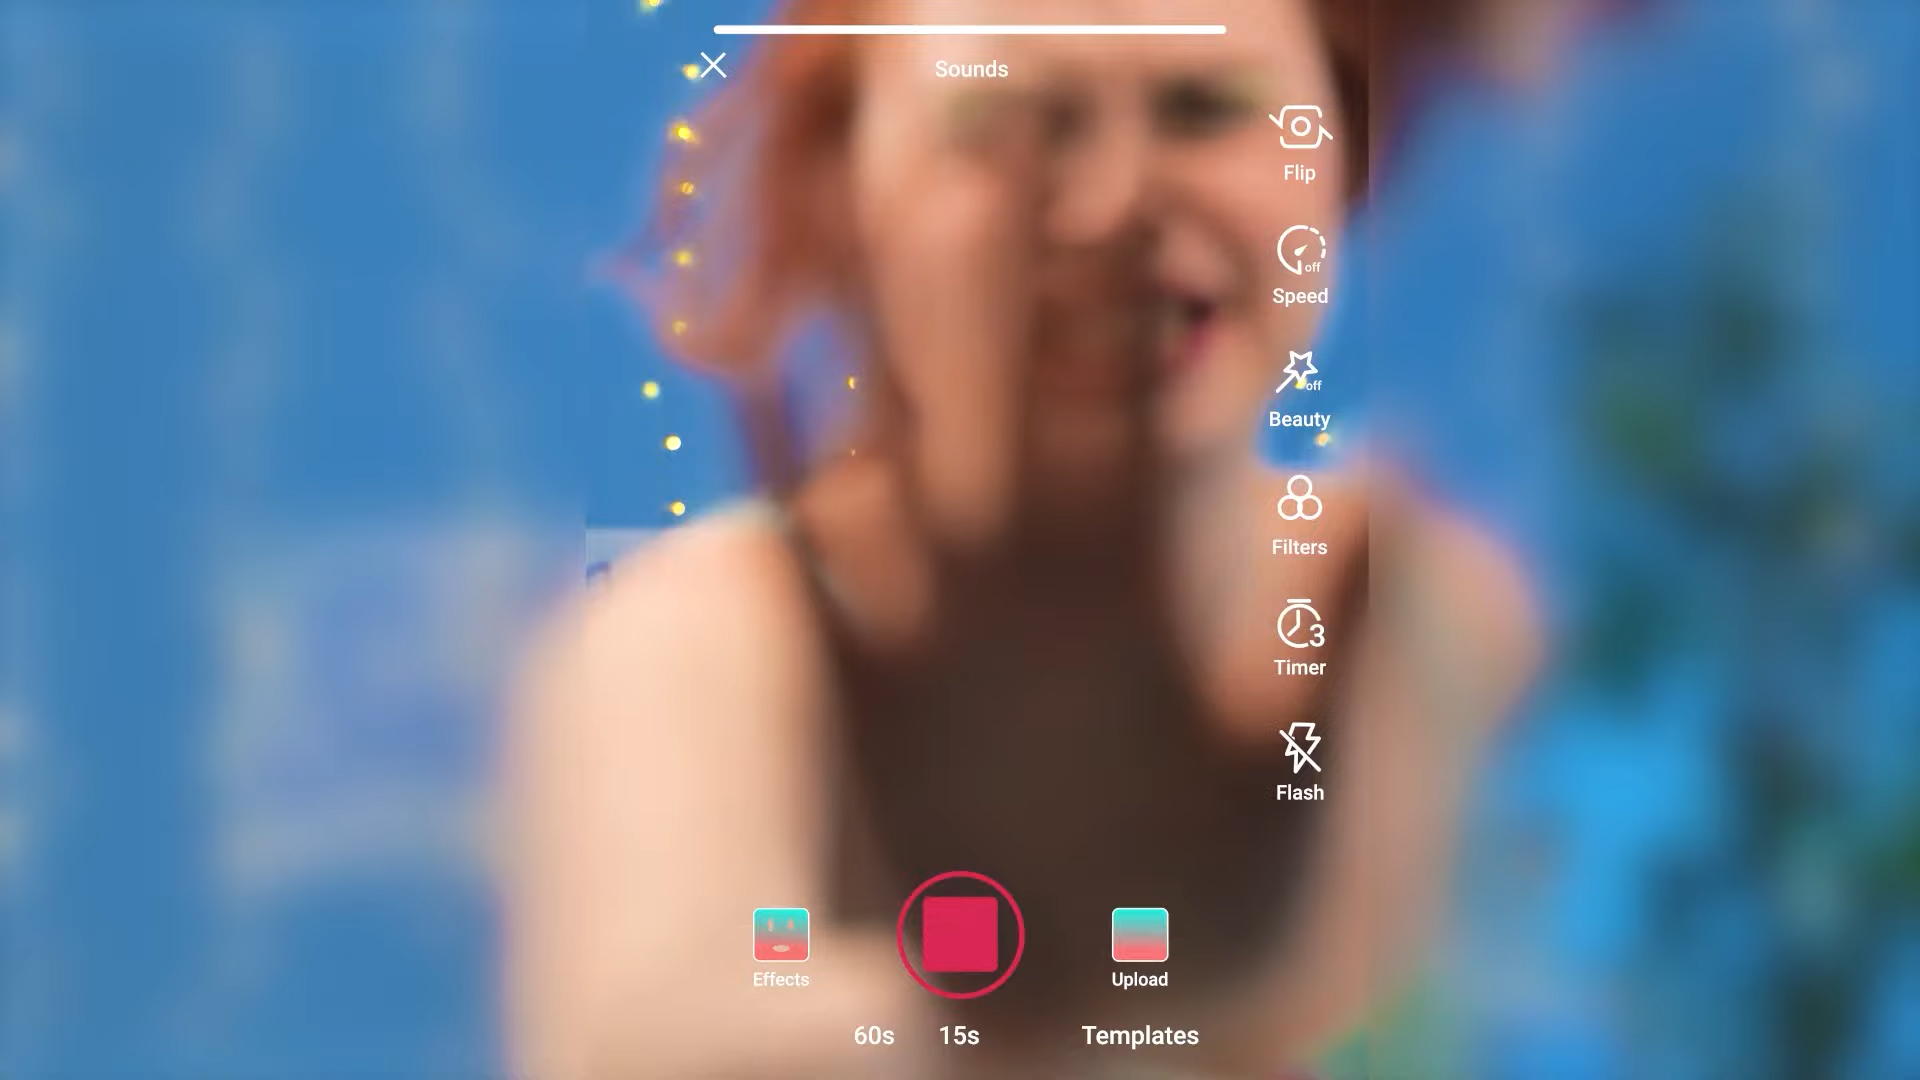 Sounds
Flip
off
Speed
off
Beauty
Filters
3
Timer
Flash
Effects
Upload
60s 15s Templates